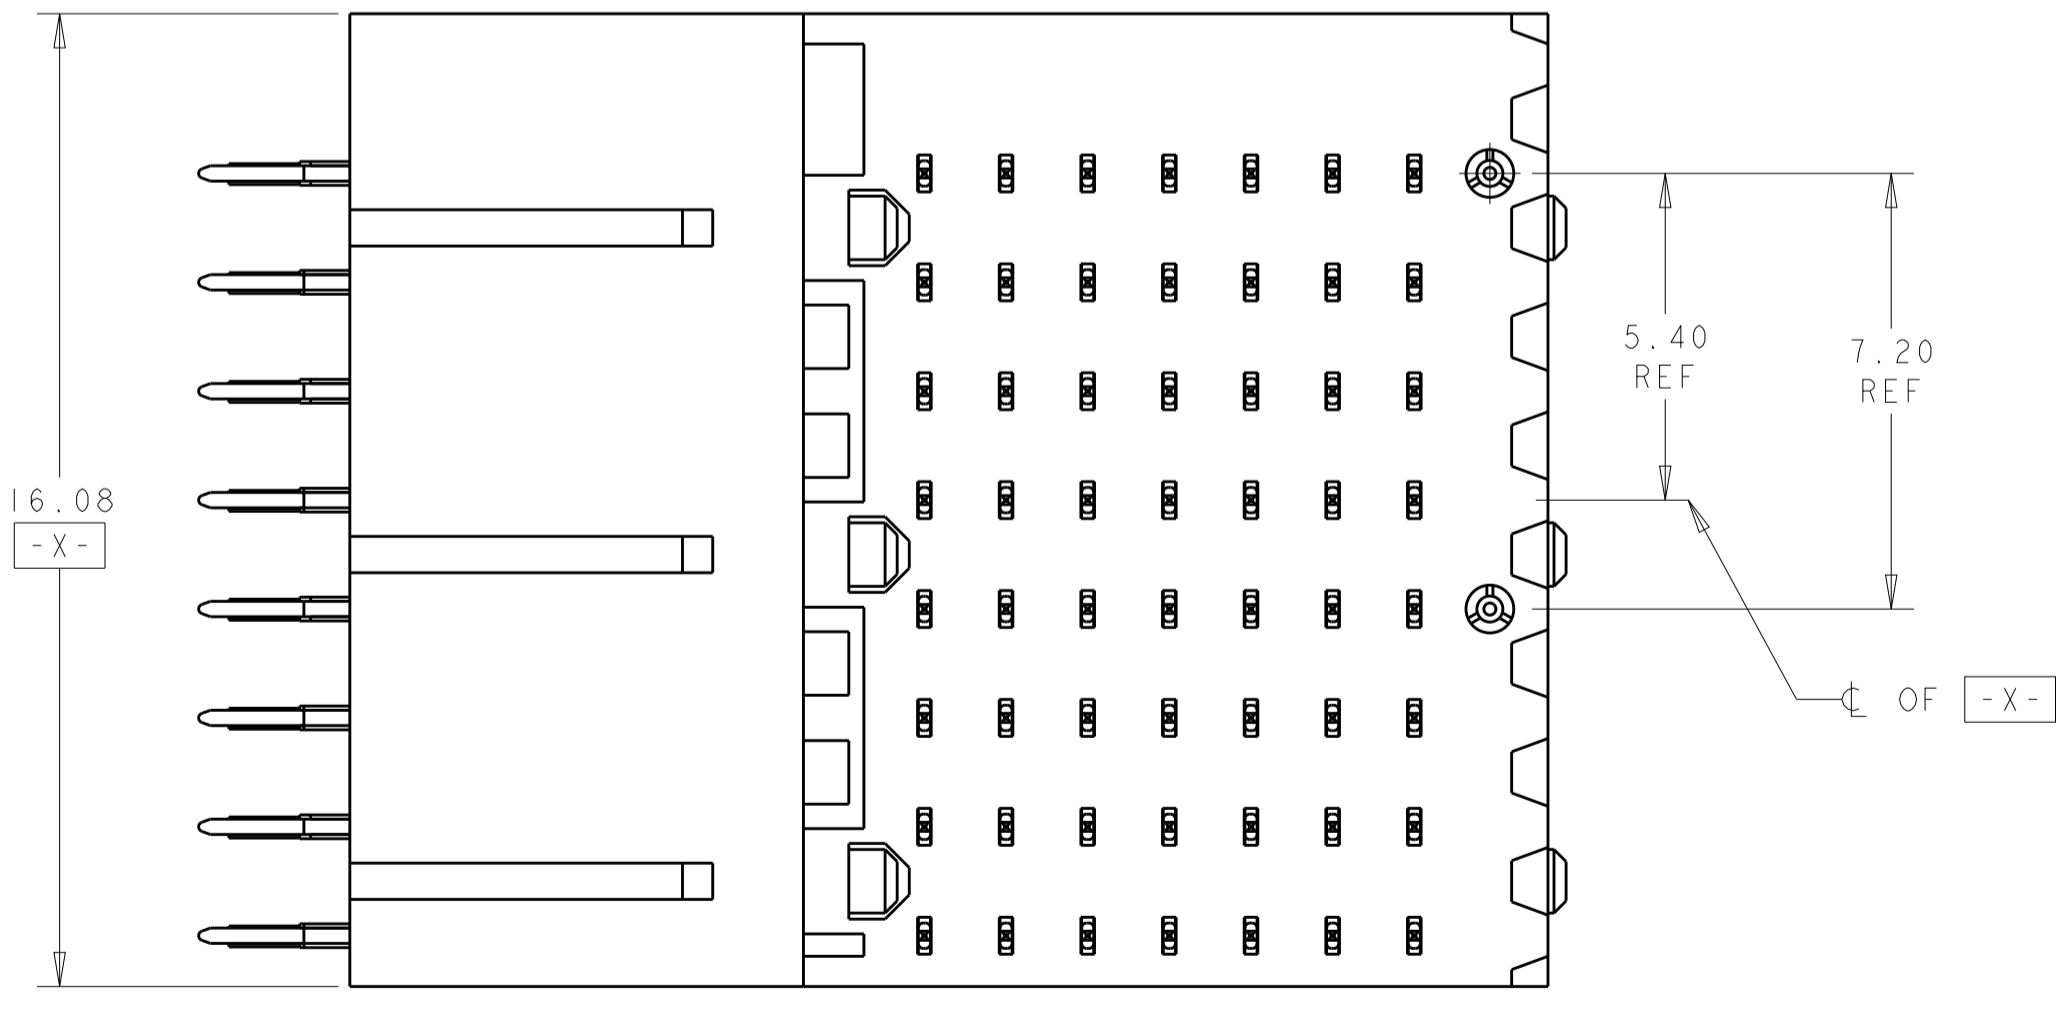 16.08
-X-
5.40
REF
7.20
REF
℄ OF -X-